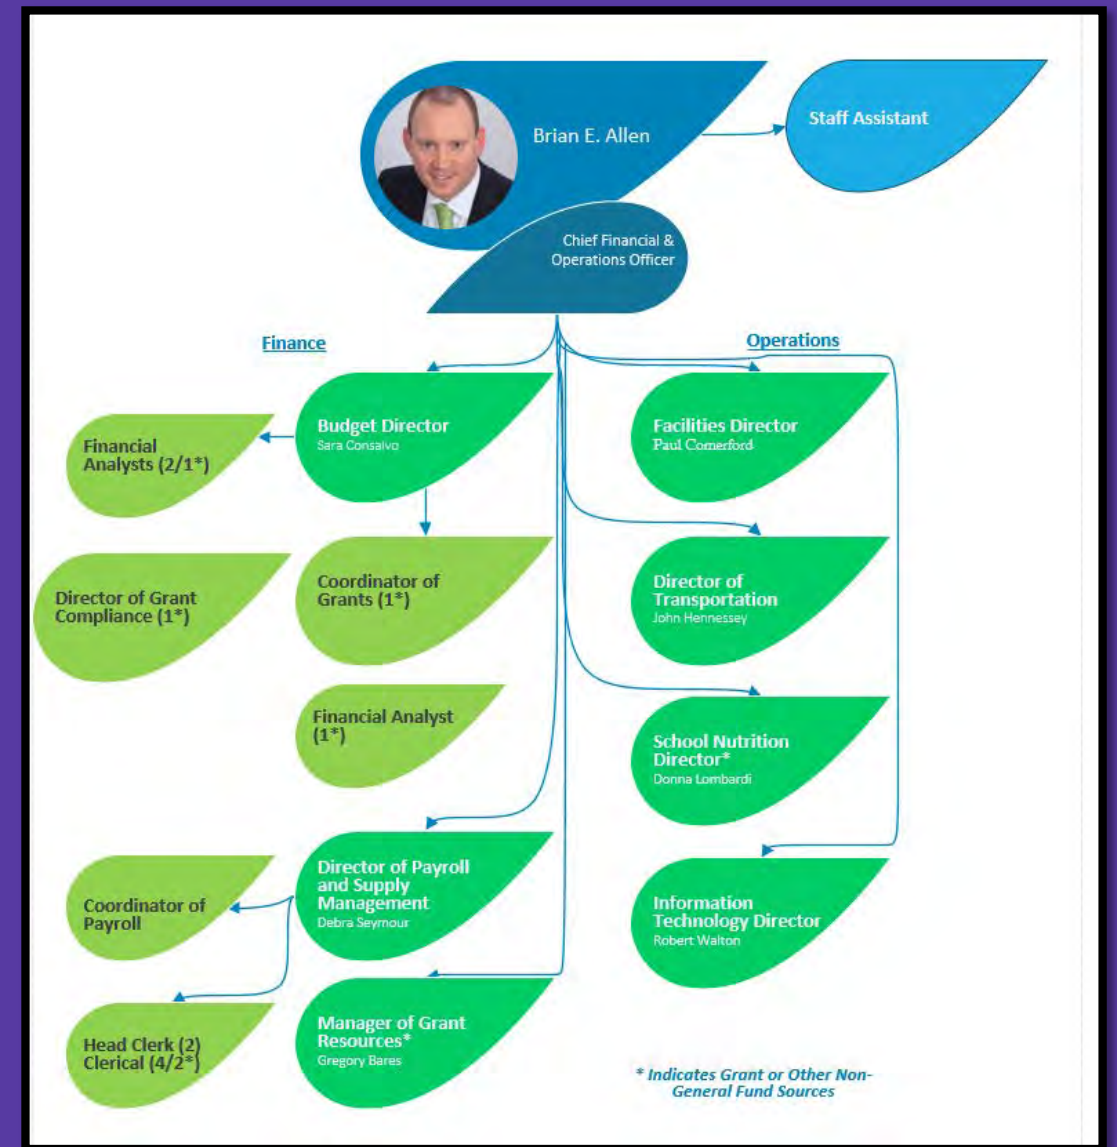 Brian E. Allen
Staff Assistant
Chief Financial &
Operations Officer
Finance
Operations
Budget Director
Sara Consalvo
Facilities Director
Paul Comerford
Financial
Analysts (2/1*)
Director of Grant
Compliance (1*)
Coordinator of
Grants (1*)
Director of
Transportation
John Hennessey
Financial Analyst
(1*)
School Nutrition
Director*
Donna Lombardi
Director of Payroll
and Supply
Management
Debra Seymour
Coordinator of
Payroll
Information
Technology Director
Robert Walton
Manager of Grant
Resources*
Gregory Bares
Head Clerk (2)
Clerical (4/2*)
* Indicates Grant or Other Non-
General Fund Sources